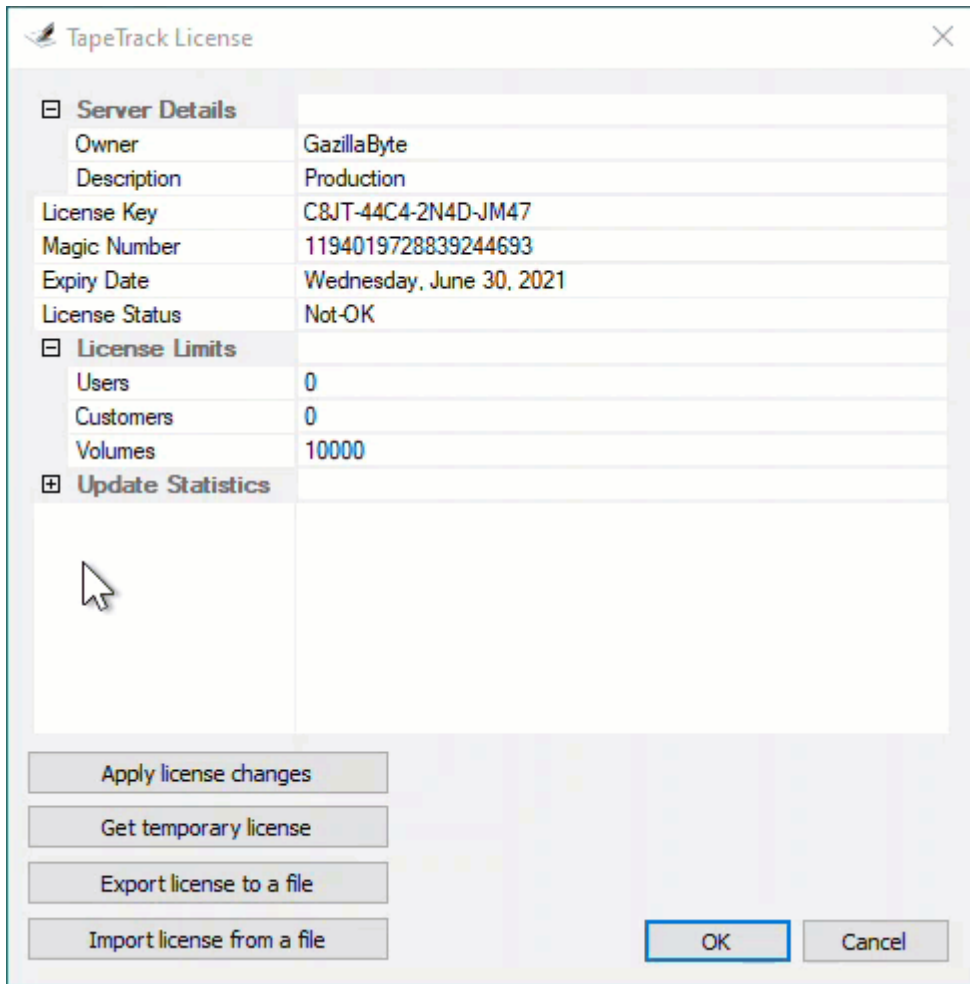 TapeTrack License
Server Details
Owner GazillaByte
Description Production
License Key C8JT-44C4-2N4D-JM47
Magic Number 1194019728839244693
Expiry Date Wednesday, June 30, 2021
License Status Not-OK
License Limits
Users 0
Customers 0
Volumes 10000
Update Statistics
Apply license changes
Get temporary license
Export license to a file
Import license from a file
OK Cancel